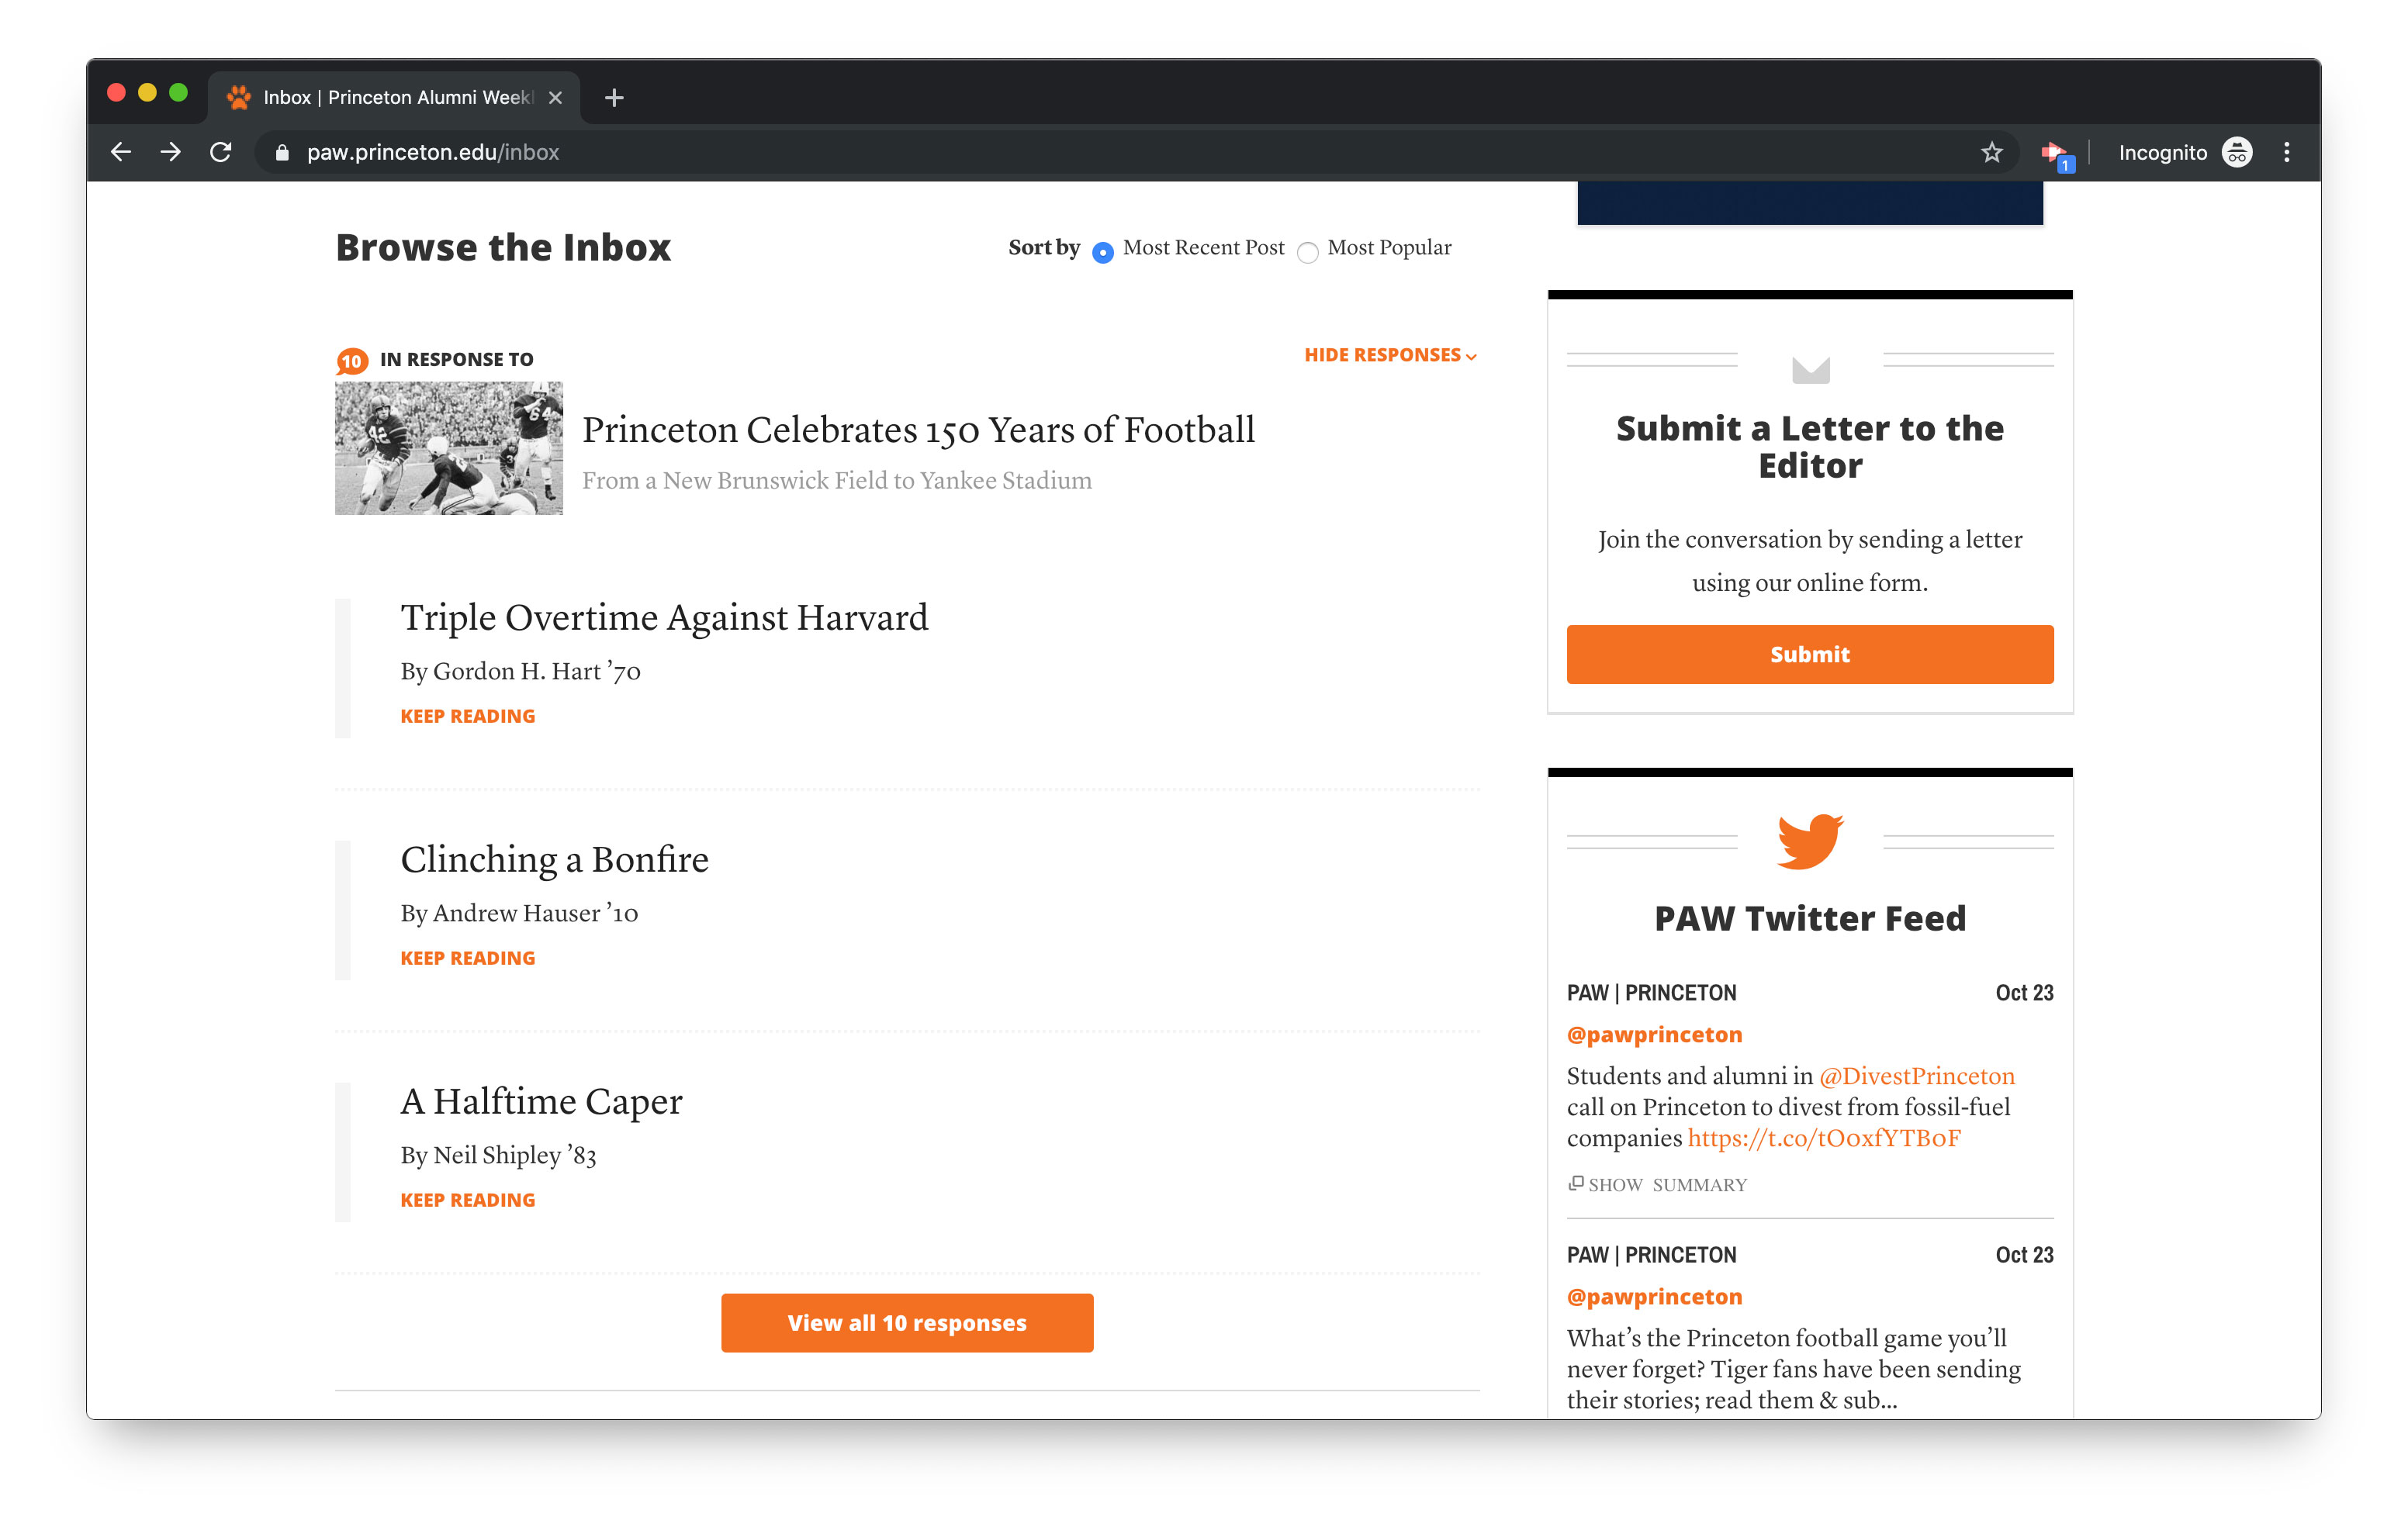 Inbox | Princeton Alumni Week
paw.princeton.edu/inbox
1
Incognito
Browse the Inbox
Sort by Most Recent Post Most Popular
10 IN RESPONSE TO
HIDE RESPONSES
42
64
Princeton Celebrates 150 Years of Football
From a New Brunswick Field to Yankee Stadium
Triple Overtime Against Harvard
By Gordon H. Hart ’70
KEEP READING
Clinching a Bonfire
By Andrew Hauser ’10
KEEP READING
A Halftime Caper
By Neil Shipley ’83
KEEP READING
View all 10 responses
Submit a Letter to the
Editor
Join the conversation by sending a letter
using our online form.
Submit
PAW Twitter Feed
PAW | PRINCETON Oct 23
@pawprinceton
Students and alumni in @DivestPrinceton
call on Princeton to divest from fossil-fuel
companies https://t.co/tO0xfYTB0F
SHOW SUMMARY
PAW | PRINCETON Oct 23
@pawprinceton
What’s the Princeton football game you’ll
never forget? Tiger fans have been sending
their stories; read them & sub...